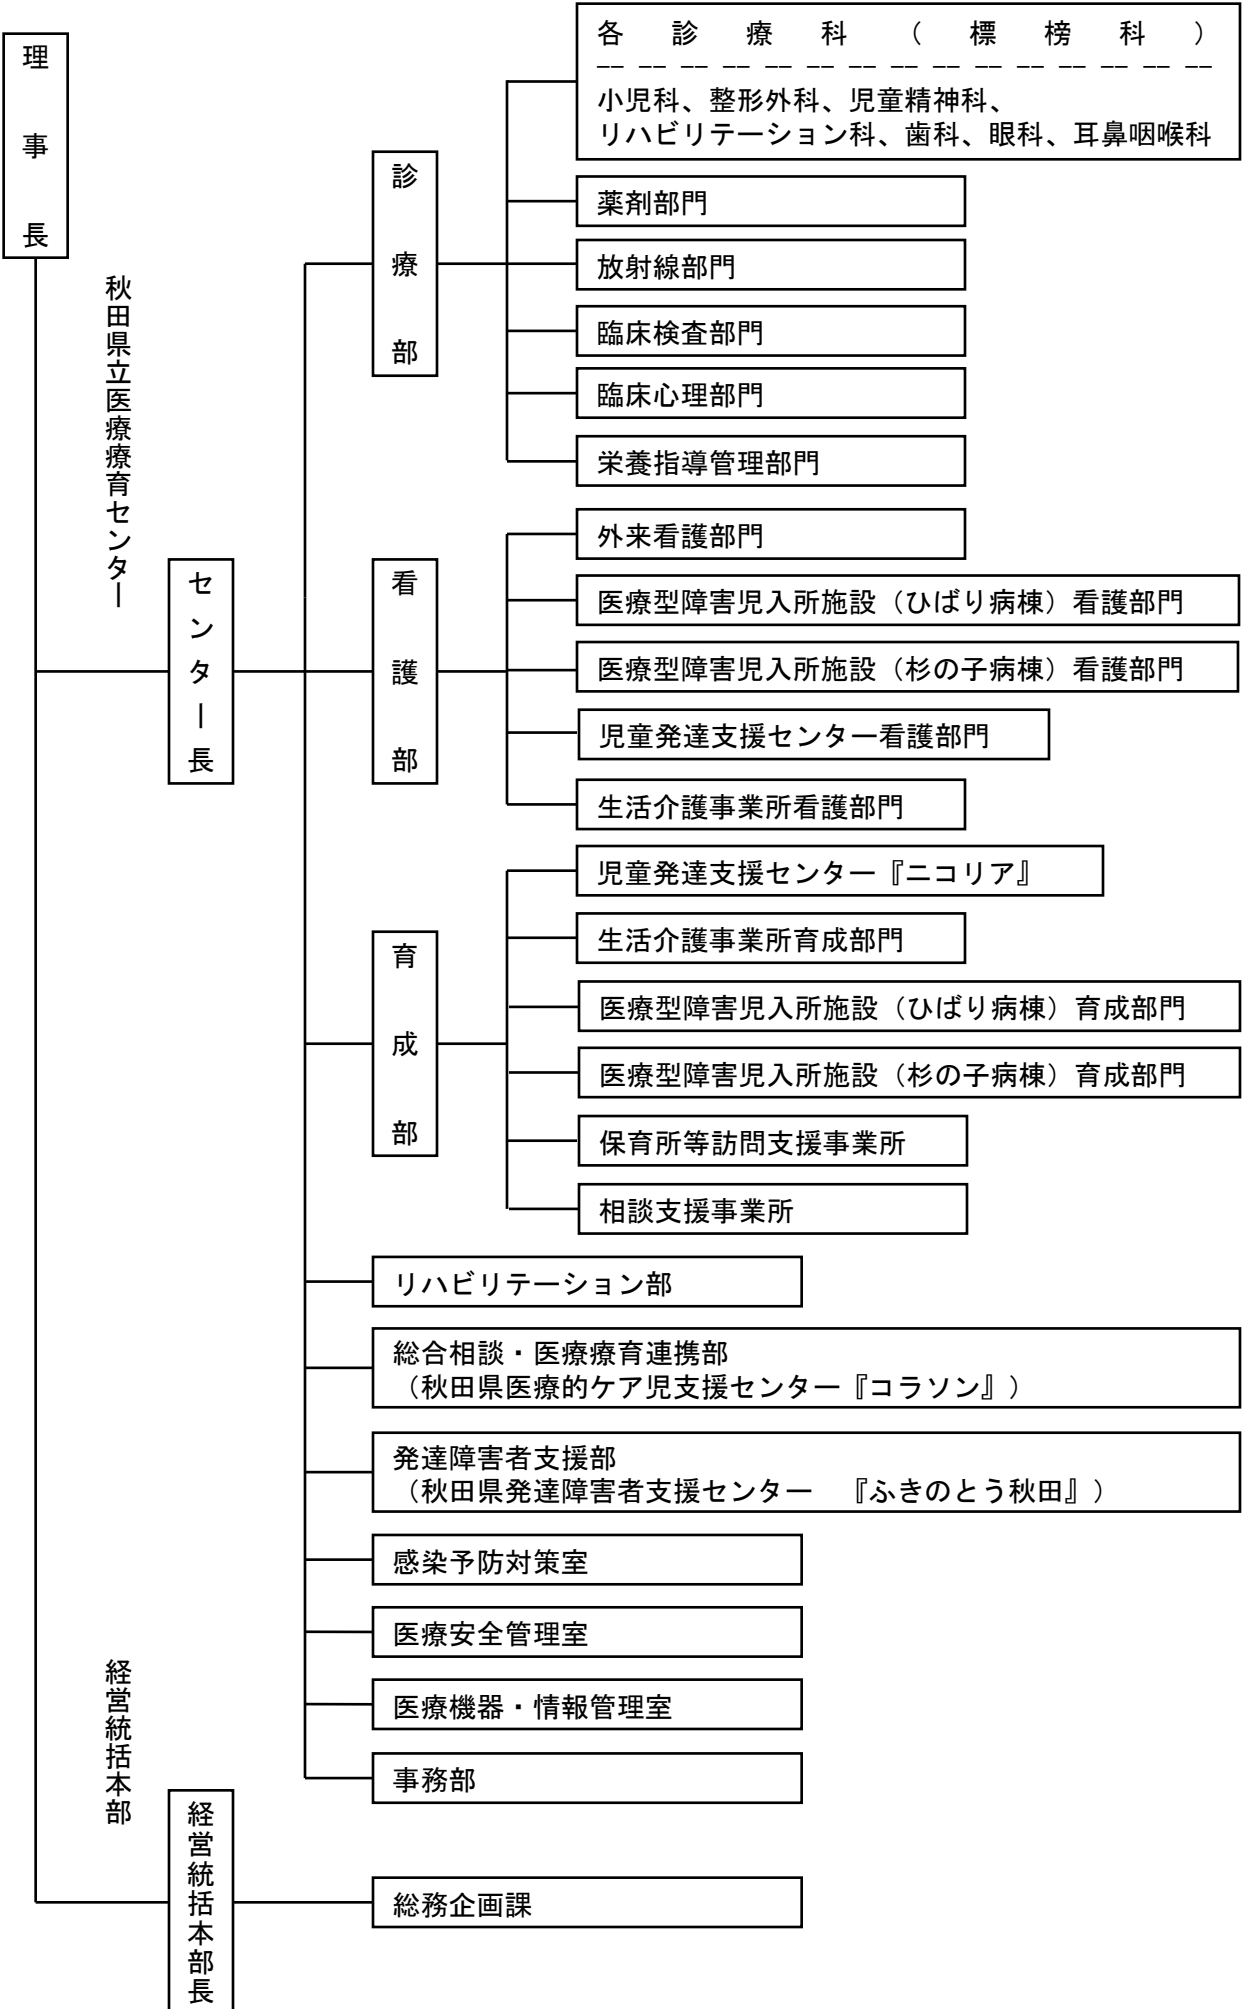 理事長
秋田県立医療療育センター
センター長
診療部
各診療科（標榜科）
小児科、整形外科、児童精神科、
リハビリテーション科、歯科、眼科、耳鼻咽喉科
薬剤部門
放射線部門
臨床検査部門
臨床心理部門
栄養指導管理部門
看護部
外来看護部門
医療型障害児入所施設（ひばり病棟）看護部門
医療型障害児入所施設（杉の子病棟）看護部門
児童発達支援センター看護部門
生活介護事業所看護部門
育成部
児童発達支援センター『ニコリア』
生活介護事業所育成部門
医療型障害児入所施設（ひばり病棟）育成部門
医療型障害児入所施設（杉の子病棟）育成部門
保育所等訪問支援事業所
相談支援事業所
リハビリテーション部
総合相談・医療療育連携部
（秋田県医療的ケア児支援センター『コラソン』）
発達障害者支援部
（秋田県発達障害者支援センター　『ふきのとう秋田』）
感染予防対策室
医療安全管理室
医療機器・情報管理室
事務部
経営統括本部
経営統括本部長
総務企画課